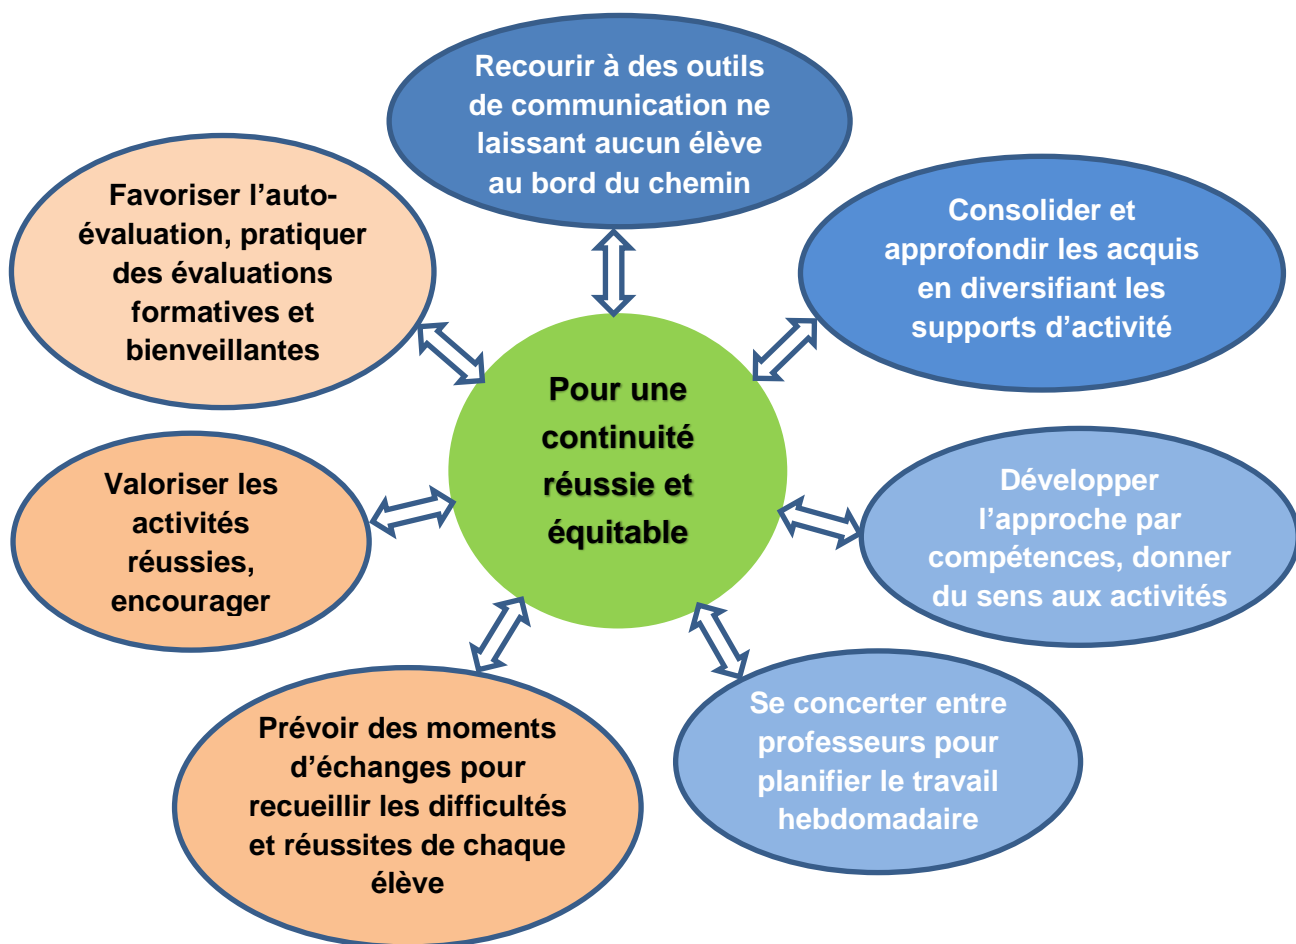 Recourir à des outils
de communication ne
laissant aucun élève
au bord du chemin
Favoriser l’auto-
évaluation, pratiquer
des évaluations
formatives et
bienveillantes
Consolider et
approfondir les acquis
en diversifiant les
supports d’activité
Pour une
continuité
réussie et
équitable
Valoriser les
activités
réussies,
encourager
Développer
l’approche par
compétences, donner
du sens aux activités
Prévoir des moments
d’échanges pour
recueillir les difficultés
et réussites de chaque
élève
Se concerter entre
professeurs pour
planifier le travail
hebdomadaire